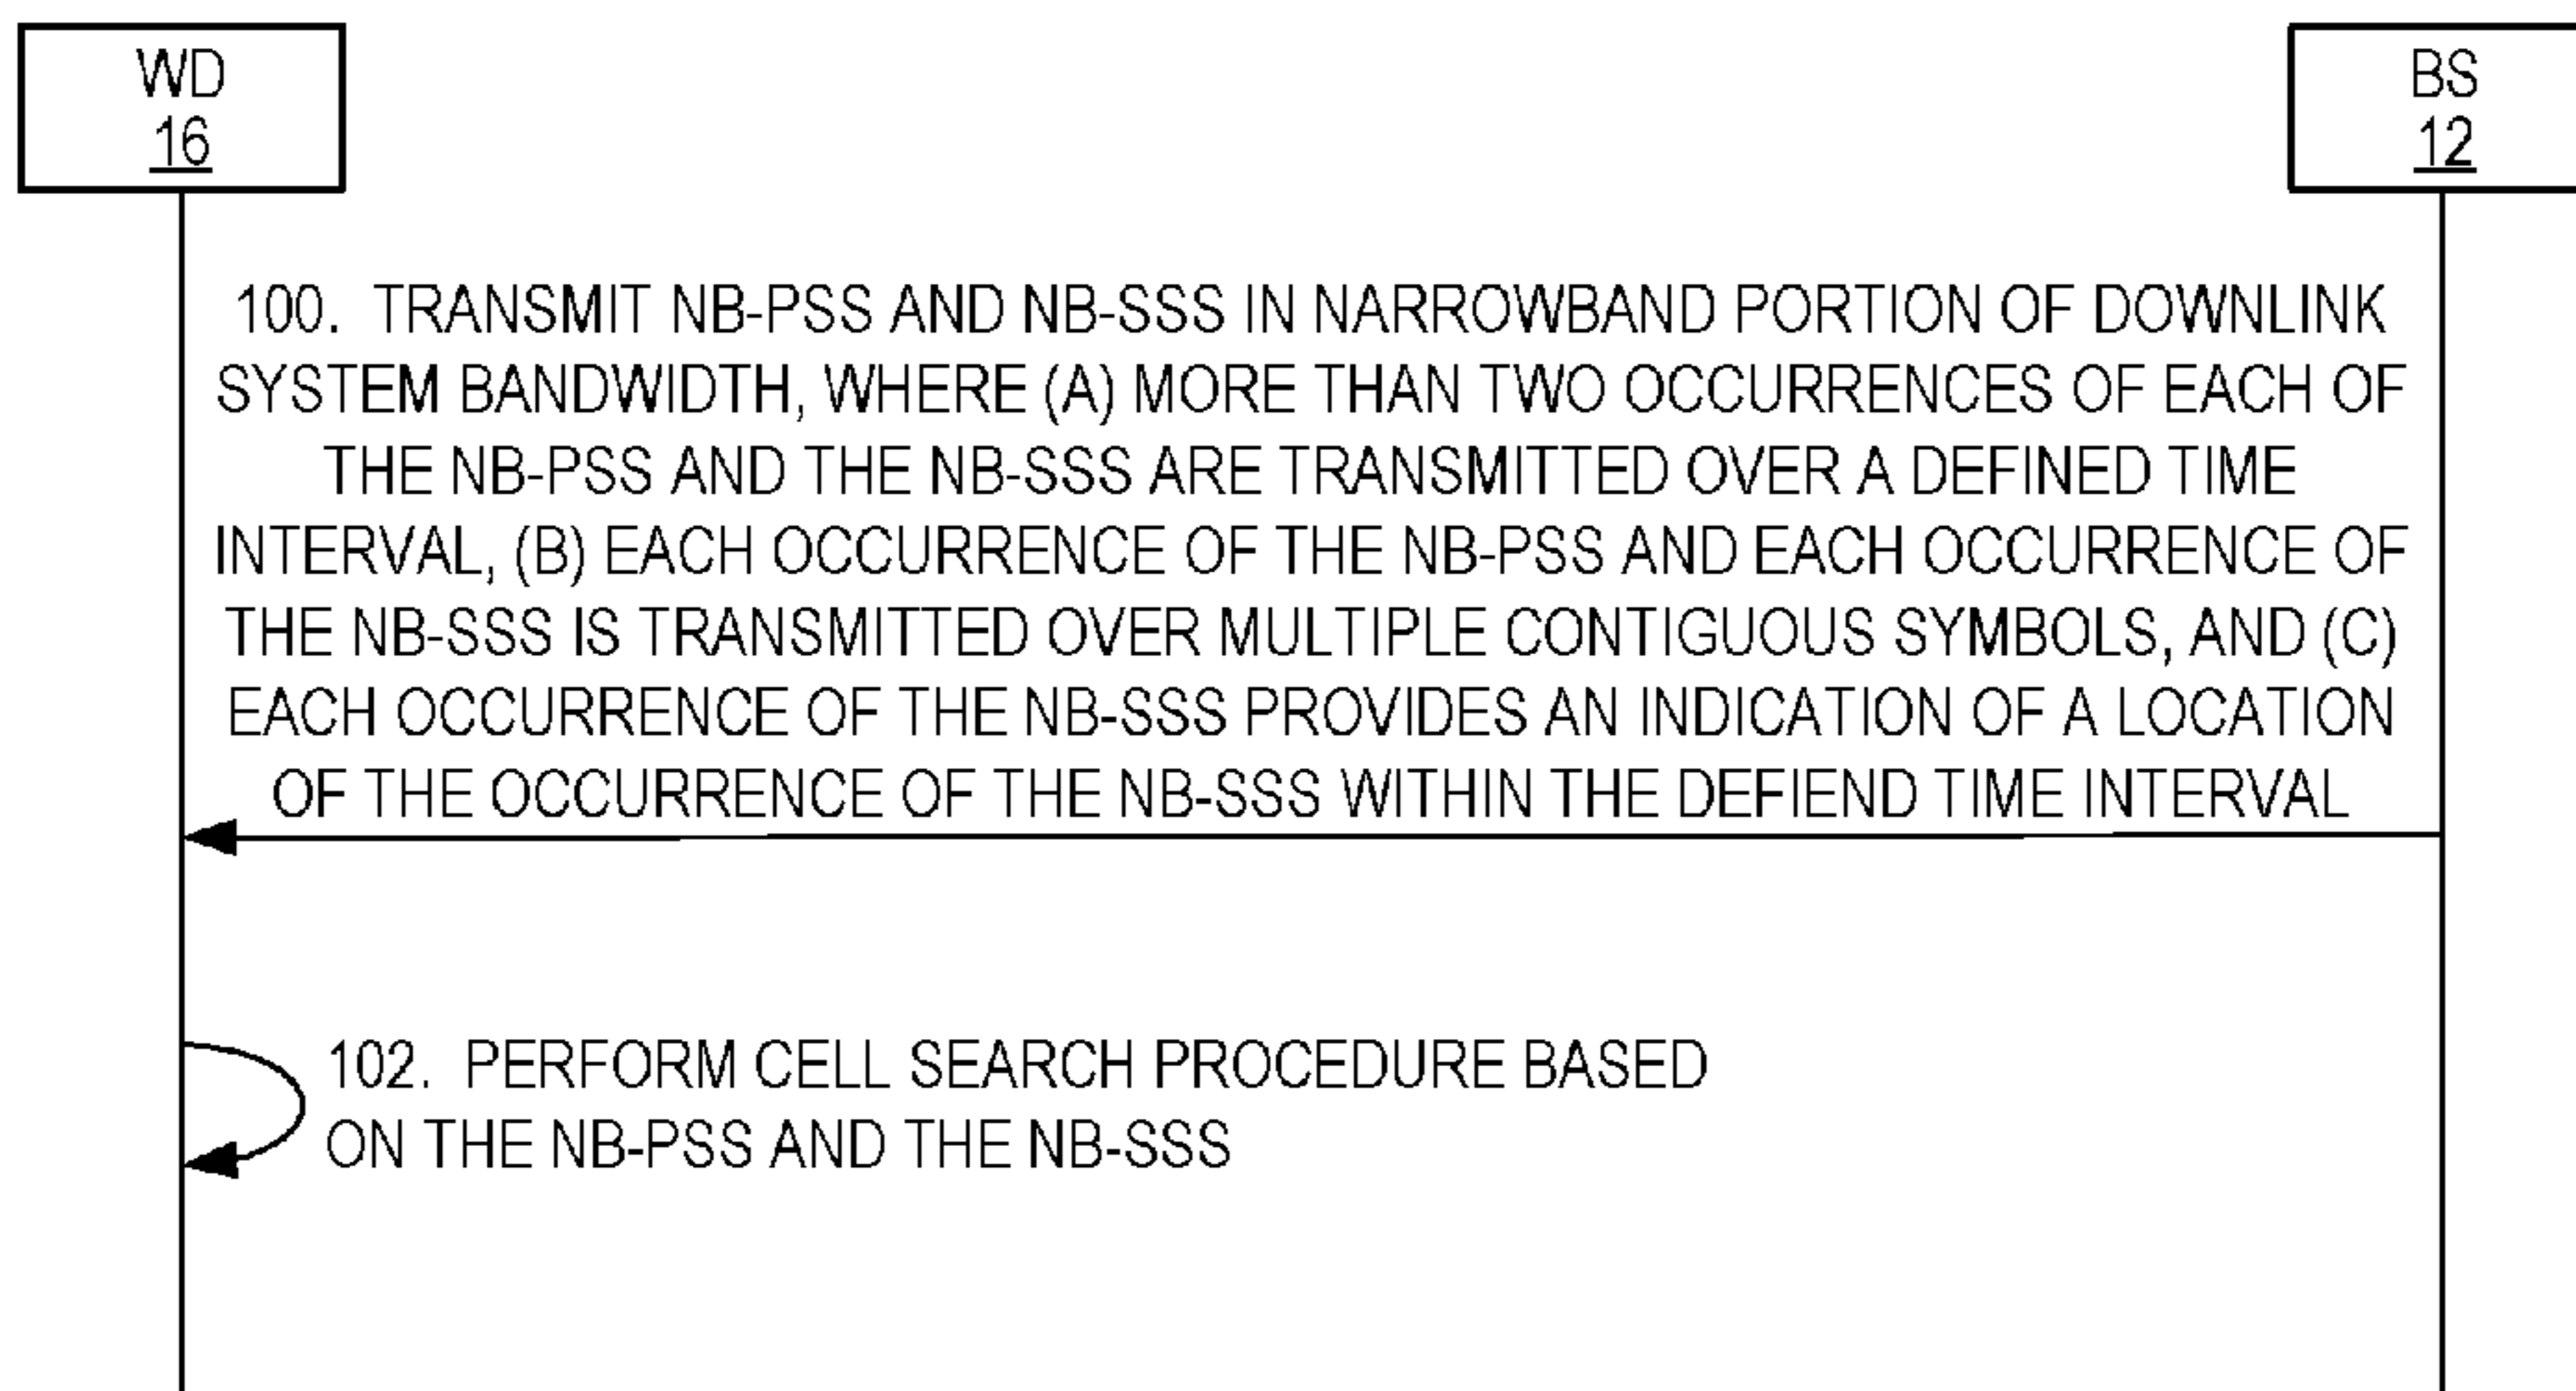 WD
16
BS
12
100. TRANSMIT NB-PSS AND NB-SSS IN NARROWBAND PORTION OF DOWNLINK
SYSTEM BANDWIDTH, WHERE (A) MORE THAN TWO OCCURRENCES OF EACH OF
THE NB-PSS AND THE NB-SSS ARE TRANSMITTED OVER A DEFINED TIME
INTERVAL, (B) EACH OCCURRENCE OF THE NB-PSS AND EACH OCCURRENCE OF
THE NB-SSS IS TRANSMITTED OVER MULTIPLE CONTIGUOUS SYMBOLS, AND (C)
EACH OCCURRENCE OF THE NB-SSS PROVIDES AN INDICATION OF A LOCATION
OF THE OCCURRENCE OF THE NB-SSS WITHIN THE DEFIEND TIME INTERVAL
102. PERFORM CELL SEARCH PROCEDURE BASED
ON THE NB-PSS AND THE NB-SSS